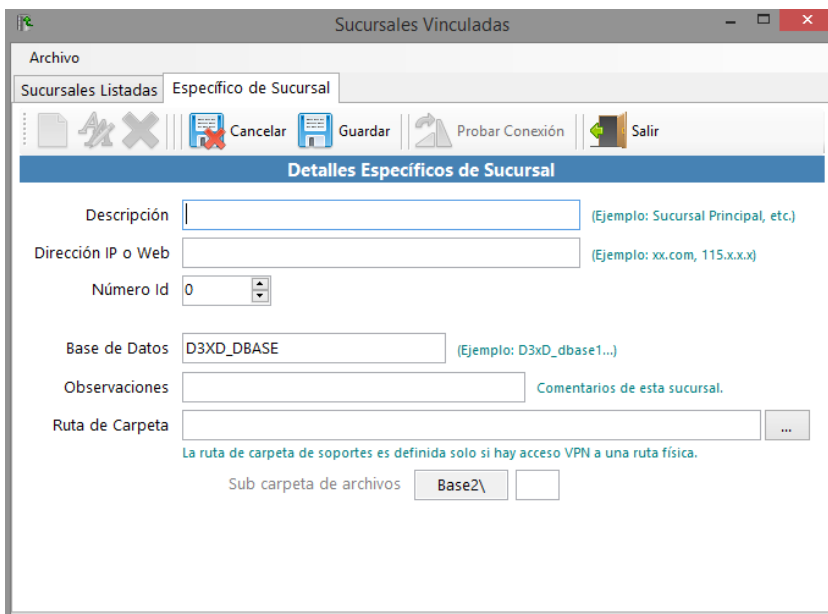 Sucursales Vinculadas
Archivo
Sucursales Listadas Específico de Sucursal
Cancelar Guardar Probar Conexión Salir
Detalles Específicos de Sucursal
Descripción (Ejemplo: Sucursal Principal, etc.)
Dirección IP o Web (Ejemplo: xx.com, 115.x.x.x)
Número Id 0
Base de Datos D3XD_DBASE (Ejemplo: D3xD_dbase1...)
Observaciones Comentarios de esta sucursal.
Ruta de Carpeta ...
La ruta de carpeta de soportes es definida solo si hay acceso VPN a una ruta física.
Sub carpeta de archivos Base2\